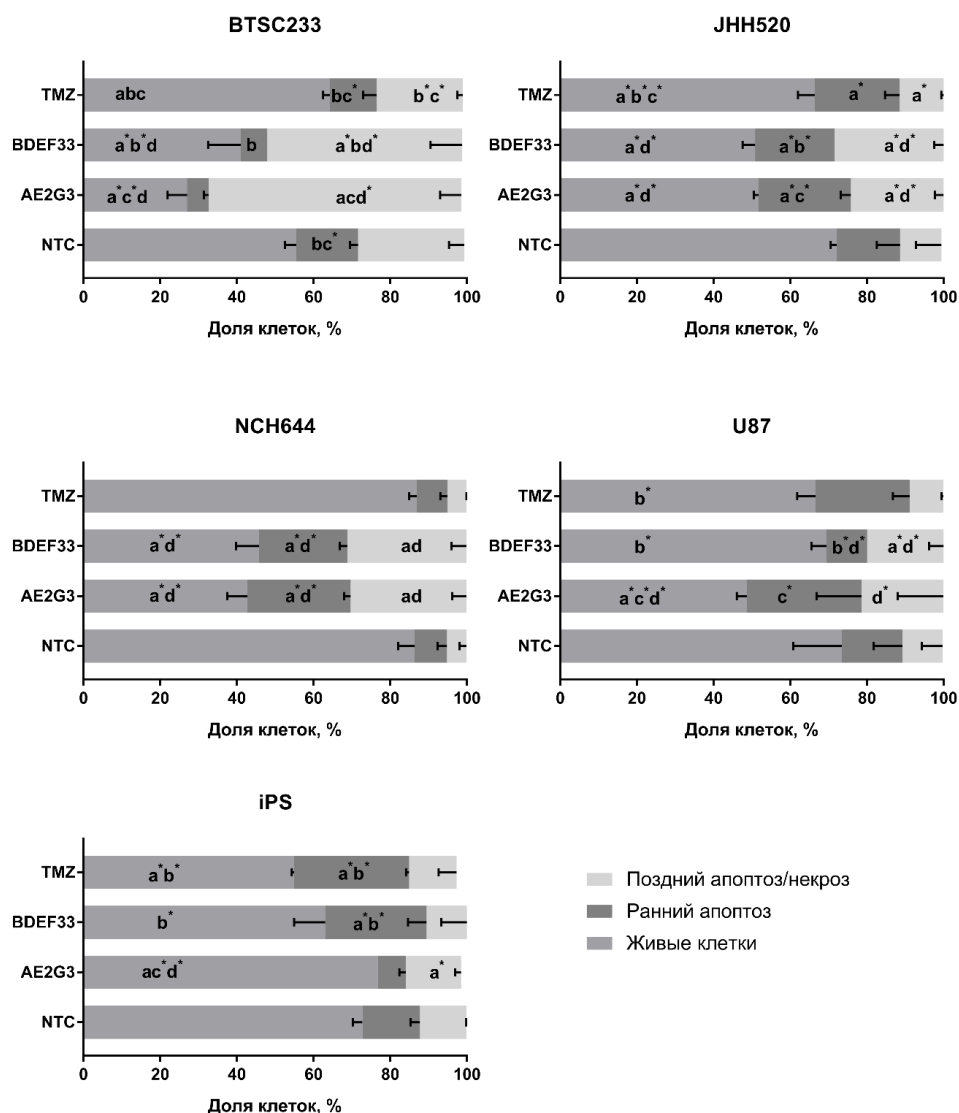 BTSC233
TMZ abc bc* b*c*
BDEF33 a*b*d b a*bd*
AE2G3 a*c*d acd*
NTC bc*
0 20 40 60 80 100
Доля клеток, %
JHH520
TMZ a*b*c* a* a*
BDEF33 a*d* a*b* a*d*
AE2G3 a*d* a*c* a*d*
NTC
0 20 40 60 80 100
Доля клеток, %
NCH644
TMZ
BDEF33 a*d* a*d* ad
AE2G3 a*d* a*d* ad
NTC
0 20 40 60 80 100
Доля клеток, %
U87
TMZ b*
BDEF33 b* b*d* a*d*
AE2G3 a*c*d* c* d*
NTC
0 20 40 60 80 100
Доля клеток, %
iPS
TMZ a*b* a*b*
BDEF33 b* a*b*
AE2G3 ac*d* a*
NTC
0 20 40 60 80 100
Доля клеток, %
Поздний апоптоз/некроз
Ранний апоптоз
Живые клетки